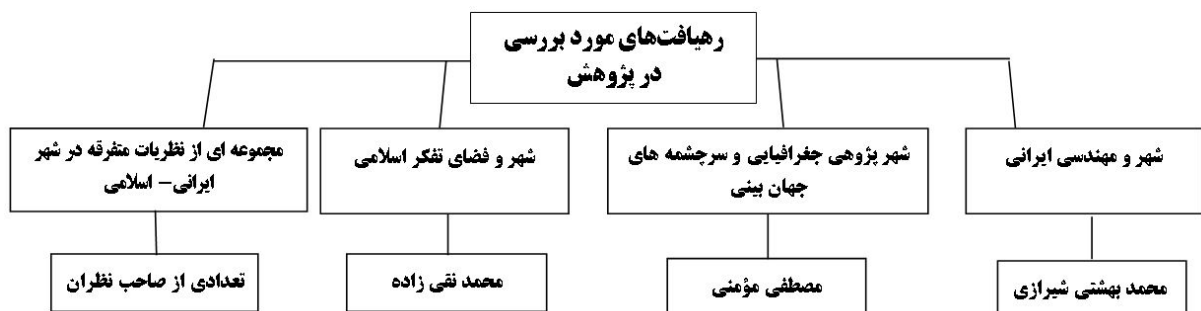 رهیافت‌های مورد بررسی
در پژوهش
شهر و مهندسی ایرانی
شهر پژوهی جغرافیایی و سرچشمه های
جهان بینی
شهر و فضای تفکر اسلامی
مجموعه ای از نظریات متفرقه در شهر
ایرانی– اسلامی
محمد بهشتی شیرازی
مصطفی مؤمنی
محمد نقی زاده
تعدادی از صاحب نظران